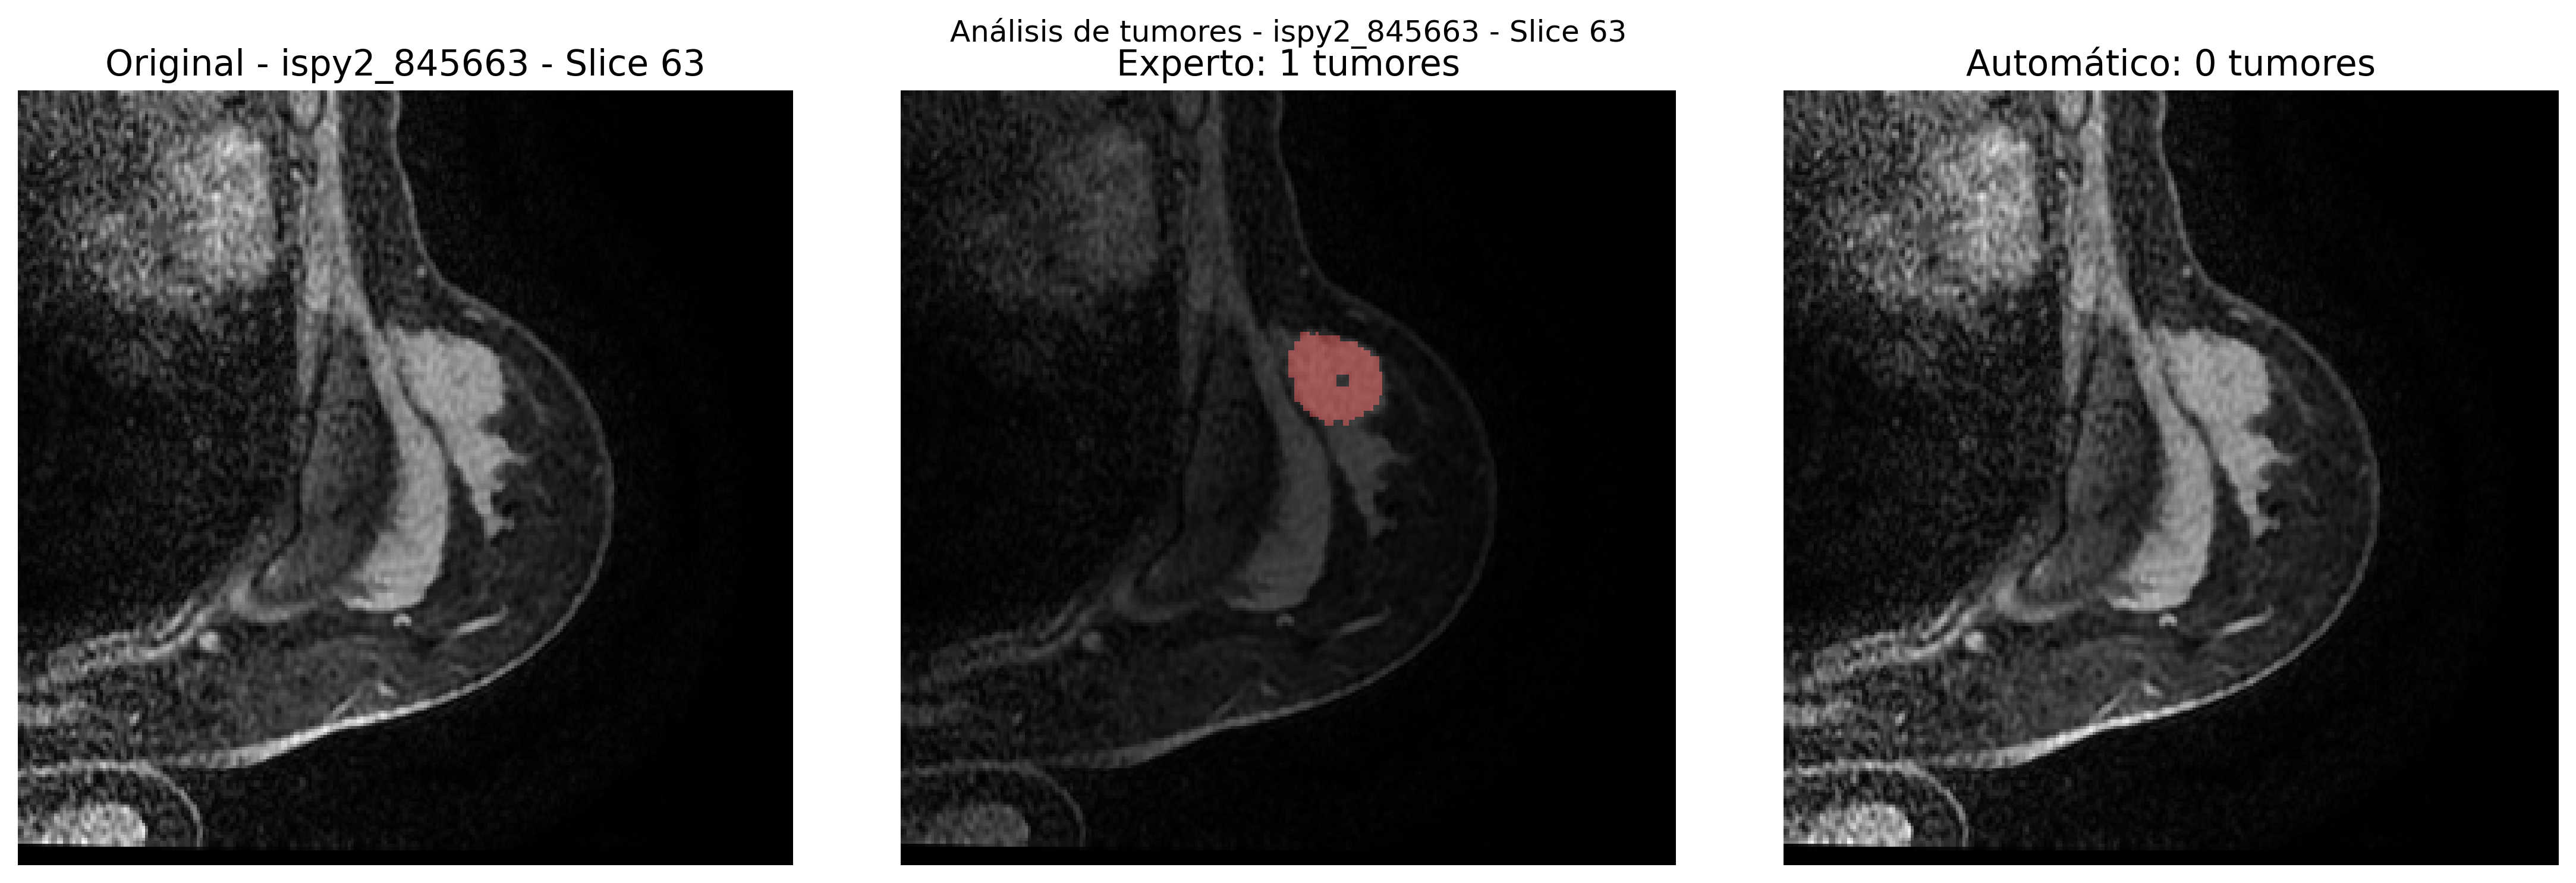 Análisis de tumores - ispy2_845663 - Slice 63
Original - ispy2_845663 - Slice 63
Experto: 1 tumores
Automático: 0 tumores